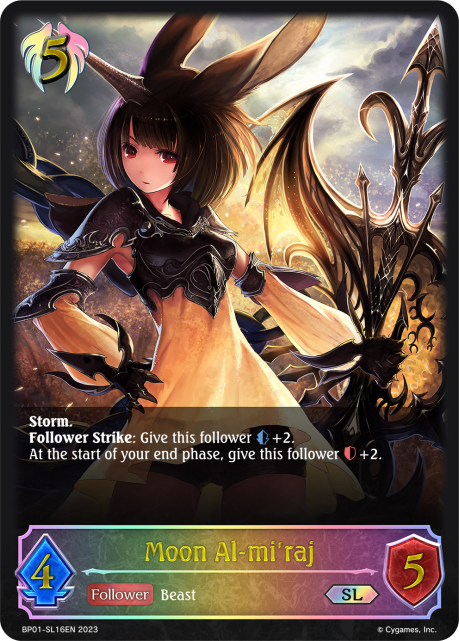 5
Storm.
Follower Strike: Give this follower +2.
At the start of your end phase, give this follower +2.
Moon Al-mi'raj
4
5
Follower Beast
SL
BP01-SL16EN 2023
© Cygames, Inc.